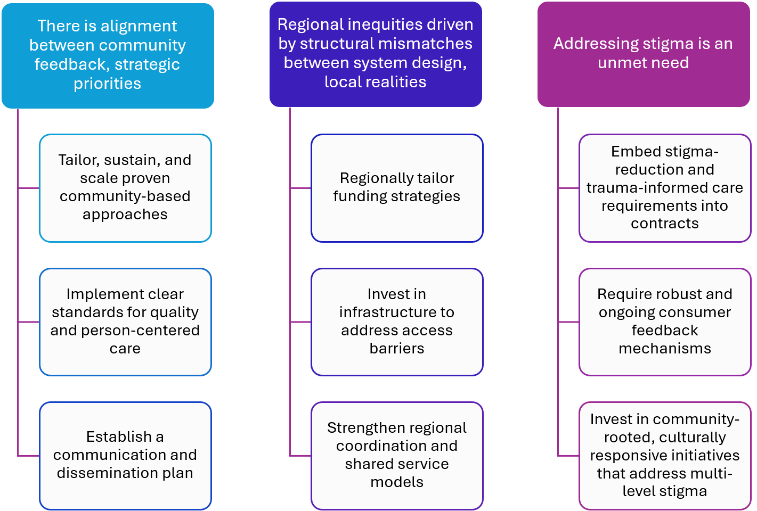 There is alignment
between community
feedback, strategic
priorities
Tailor, sustain, and
scale proven
community-based
approaches
Implement clear
standards for quality
and person-centered
care
Establish a
communication and
dissemination plan
Regional inequities driven
by structural mismatches
between system design,
local realities
Regionally tailor
funding strategies
Invest in
infrastructure to
address access
barriers
Strengthen regional
coordination and
shared service
models
Addressing stigma is an
unmet need
Embed stigma-
reduction and
trauma-informed care
requirements into
contracts
Require robust and
ongoing consumer
feedback
mechanisms
Invest in community-
rooted, culturally
responsive initiatives
that address multi-
level stigma